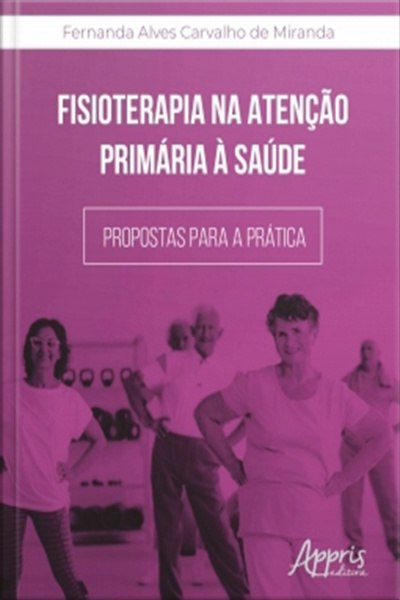 Fernanda Alves Carvalho de Miranda
FISIOTERAPIA NA ATENÇÃO
PRIMÁRIA À SAÚDE
PROPOSTAS PARA A PRÁTICA
Appris
editora